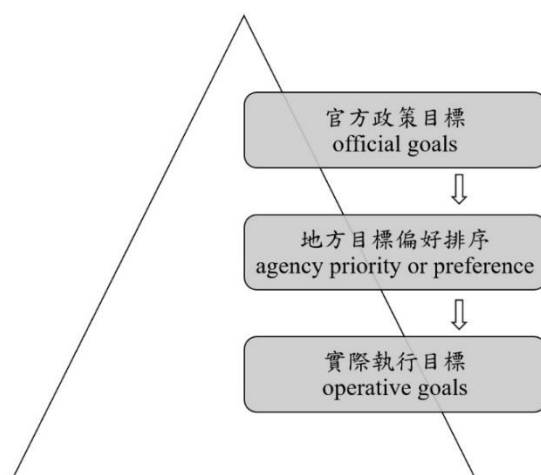 官方政策目標
official goals
地方目標偏好排序
agency priority or preference
實際執行目標
operative goals